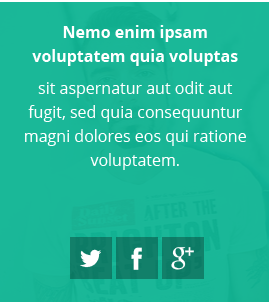 Nemo enim ipsam
voluptatem quia voluptas
sit aspernatur aut odit aut
fugit, sed quia consequuntur
magni dolores eos qui ratione
voluptatem.
AFTER THE